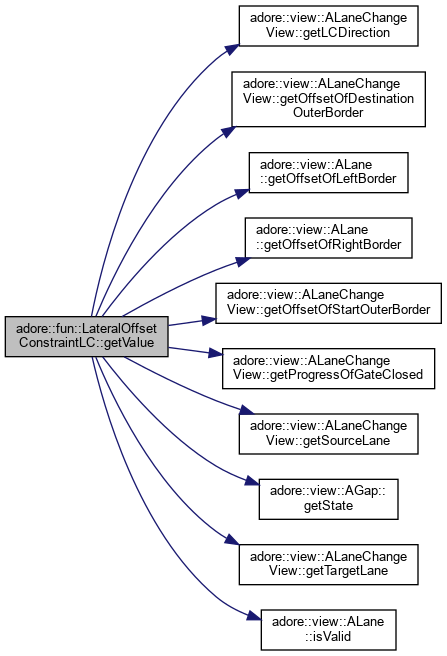 adore::view::ALaneChange
View::getLCDirection
adore::view::ALaneChange
View::getOffsetOfDestination
OuterBorder
adore::view::ALane
::getOffsetOfLeftBorder
adore::view::ALane
::getOffsetOfRightBorder
adore::fun::LateralOffset
ConstraintLC::getValue
adore::view::ALaneChange
View::getOffsetOfStartOuterBorder
adore::view::ALaneChange
View::getProgressOfGateClosed
adore::view::ALaneChange
View::getSourceLane
adore::view::AGap::
getState
adore::view::ALaneChange
View::getTargetLane
adore::view::ALane
::isValid